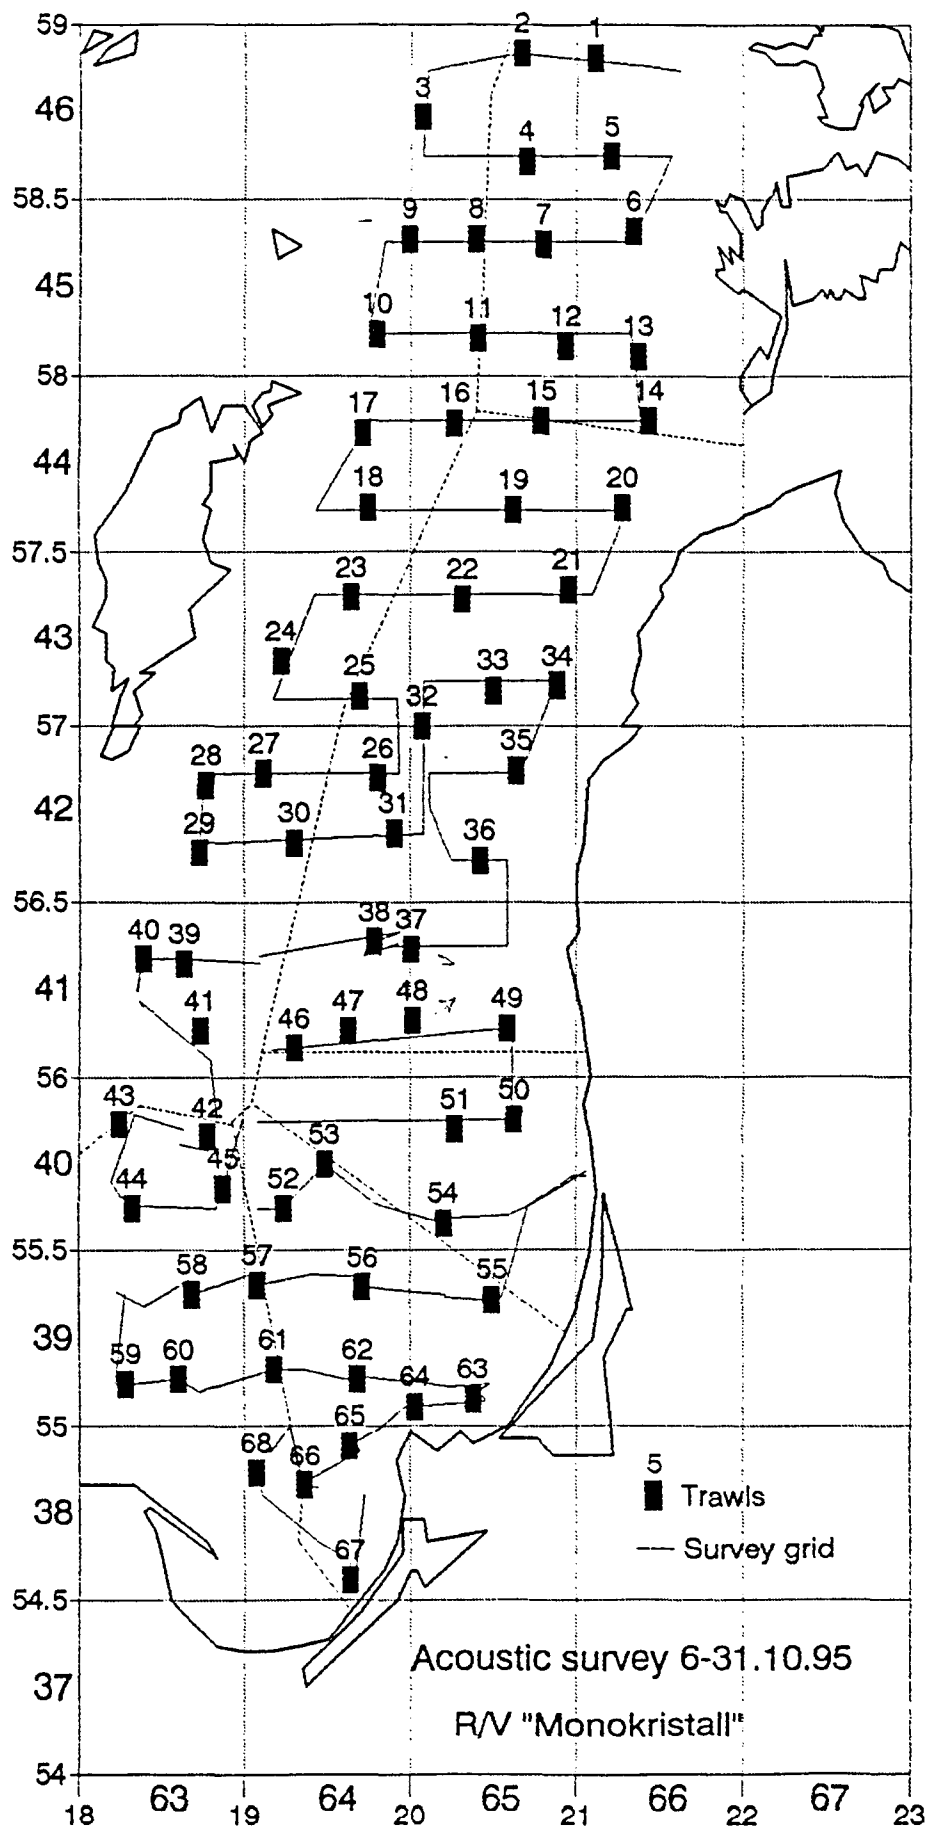 59
2 1
3
46
4 5
58.5
9 8 7 6
45
10 11 12 13
58
17 16 15 14
44
18 19 20
57.5
23 22 21
43
24 25 33 34
32
57
28 27 26 35
42
29 30 31 36
56.5
40 39 38 37
41
41 46 47 48 49
56
43 42 51 50
53
40
44 45 52 54
55.5
58 57 56 55
39
59 60 61 62 64 63
55
68 66 65
5
Trawls
38
Survey grid
67
54.5
Acoustic survey 6-31.10.95
37
R/V "Monokristall"
54
63 64 65 66 67
18 19 20 21 22 23